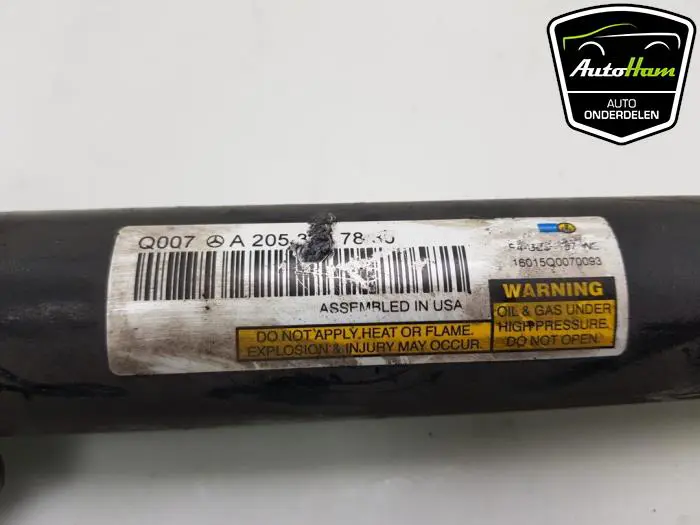 AutoHam
AUTO
ONDERDELEN
Q007 A 205 78
16015Q0070093
ASSEMBLED IN USA
WARNING
OIL & GAS UNDER
HIGH PRESSURE.
DO NOT OPEN.
DO NOT APPLY HEAT OR FLAME.
EXPLOSION & INJURY MAY OCCUR.